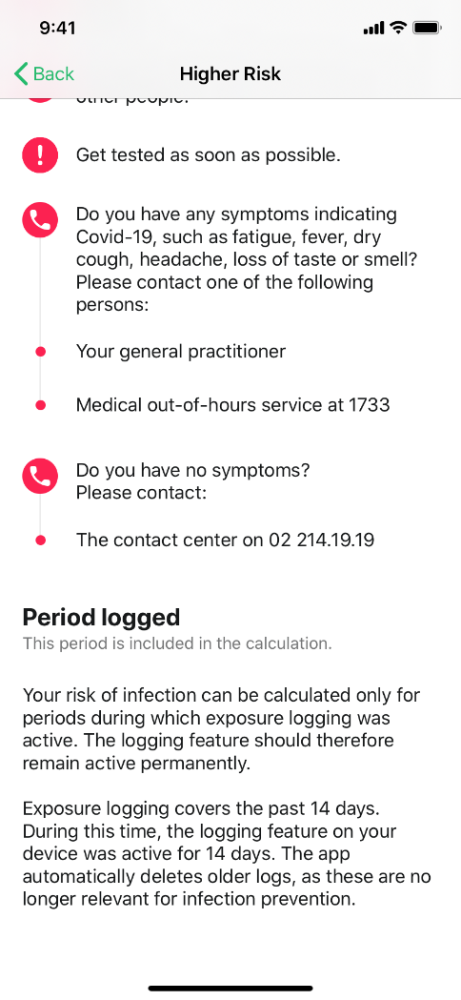 9:41
Back
Higher Risk
other people.
Get tested as soon as possible.
Do you have any symptoms indicating
Covid-19, such as fatigue, fever, dry
cough, headache, loss of taste or smell?
Please contact one of the following
persons:
Your general practitioner
Medical out-of-hours service at 1733
Do you have no symptoms?
Please contact:
The contact center on 02 214.19.19
Period logged
This period is included in the calculation.
Your risk of infection can be calculated only for
periods during which exposure logging was
active. The logging feature should therefore
remain active permanently.
Exposure logging covers the past 14 days.
During this time, the logging feature on your
device was active for 14 days. The app
automatically deletes older logs, as these are no
longer relevant for infection prevention.